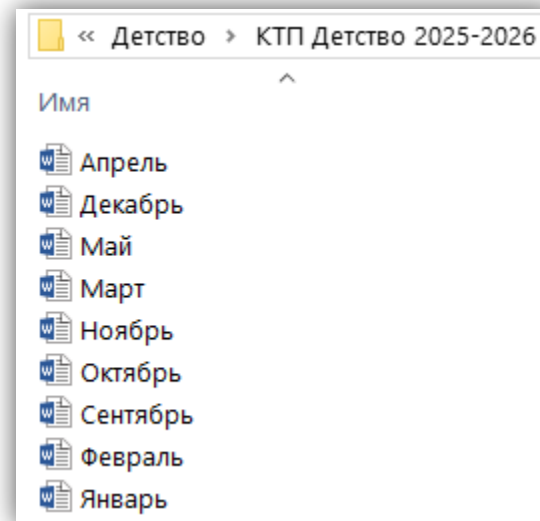 « Детство › КТП Детство 2025-2026
Имя
Апрель
Декабрь
Май
Март
Ноябрь
Октябрь
Сентябрь
Февраль
Январь